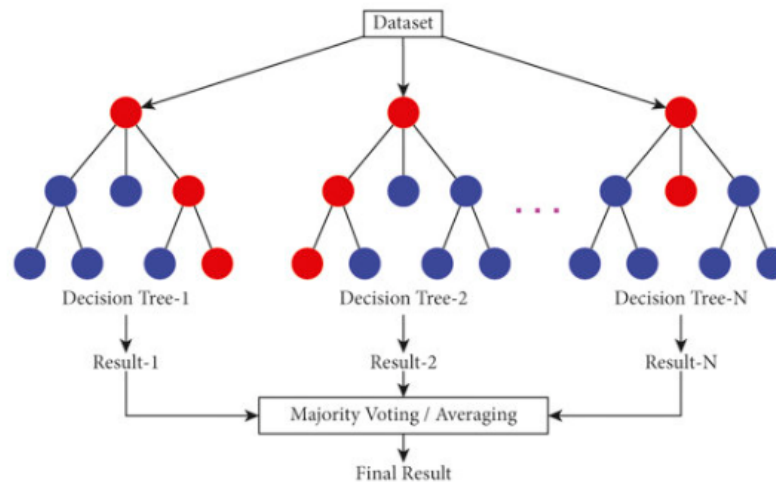 Dataset
Decision Tree-1
Decision Tree-2
Decision Tree-N
Result-1
Result-2
Result-N
Majority Voting / Averaging
Final Result